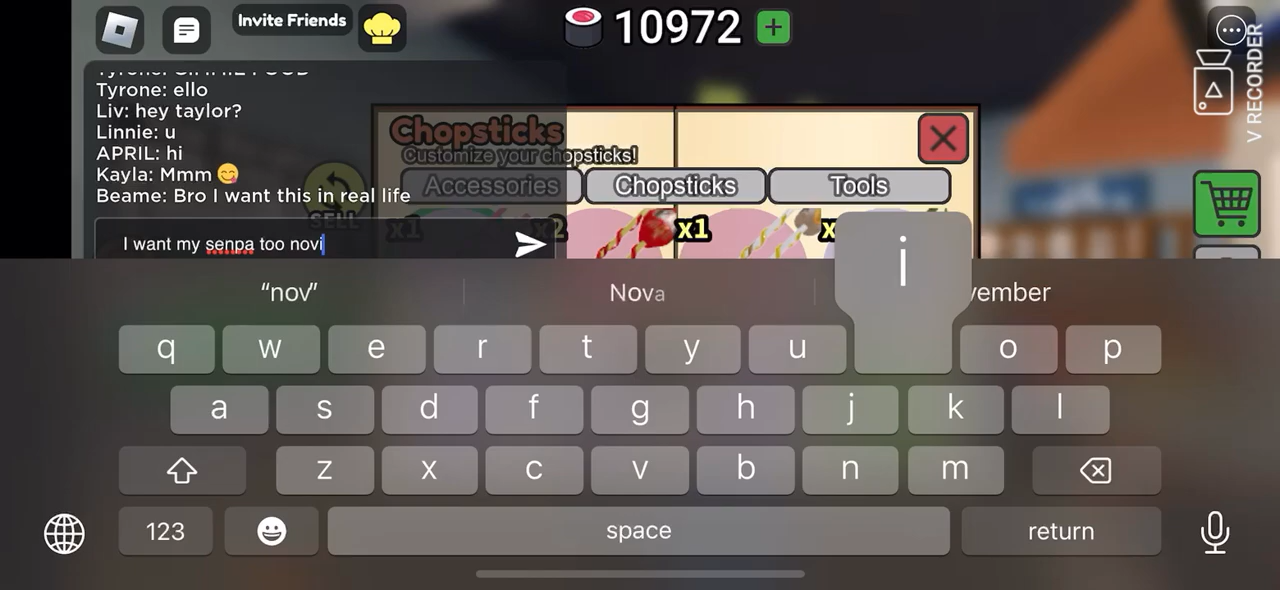 Invite Friends
10972
V RECORDER
Tyrone: ello
Liv: hey taylor?
Linnie: u
APRIL: hi
Kayla: Mmm 😋
Beame: Bro I want this in real life
I want my senpa too novi
Chopsticks
Customize your chopsticks!
Accessories
Chopsticks
Tools
SELL
x1
x2
x1
“nov”
Nova
vember
i
q w e r t y u o p
a s d f g h j k l
z x c v b n m
123
space
return